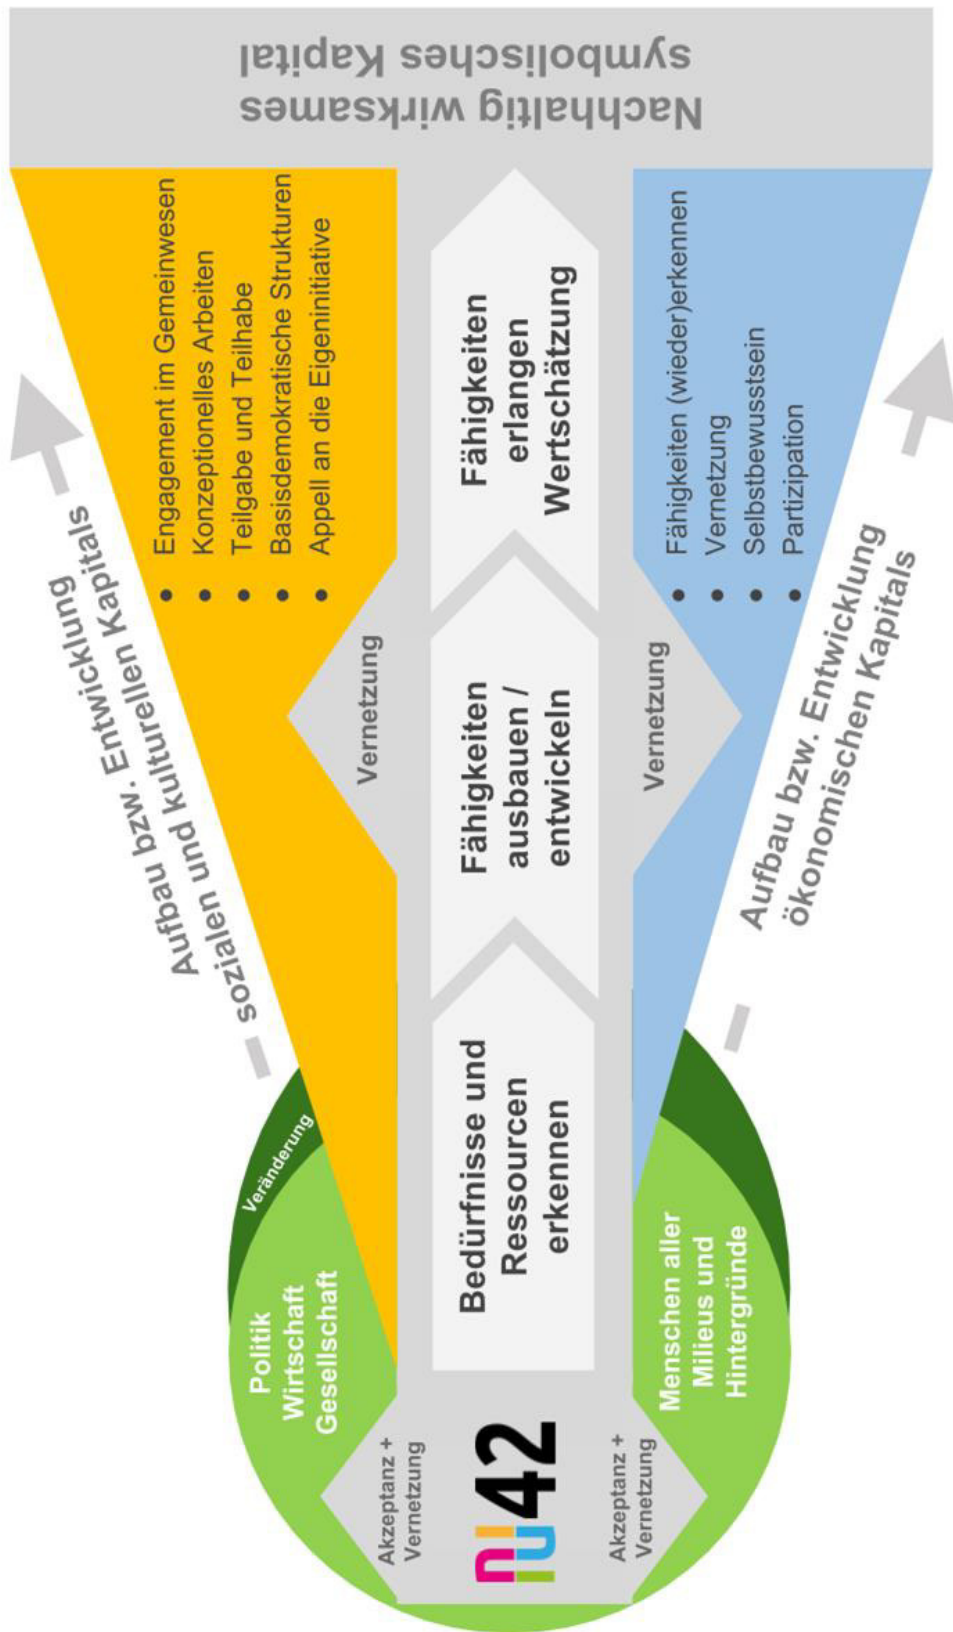 Aufbau bzw. Entwicklung
sozialen und kulturellen Kapitals
Politik
Wirtschaft
Gesellschaft
Veränderung
Engagement im Gemeinwesen
Konzeptionelles Arbeiten
Teilgabe und Teilhabe
Basisdemokratische Strukturen
Appell an die Eigeninitiative
Akzeptanz +
Vernetzung
Vernetzung
nu42
Bedürfnisse und
Ressourcen
erkennen
Fähigkeiten
ausbauen /
entwickeln
Fähigkeiten
erlangen
Wertschätzung
Nachhaltig wirksames
symbolisches Kapital
Akzeptanz +
Vernetzung
Vernetzung
Menschen aller
Milieus und
Hintergründe
Fähigkeiten (wieder)erkennen
Vernetzung
Selbstbewusstsein
Partizipation
Aufbau bzw. Entwicklung
ökonomischen Kapitals